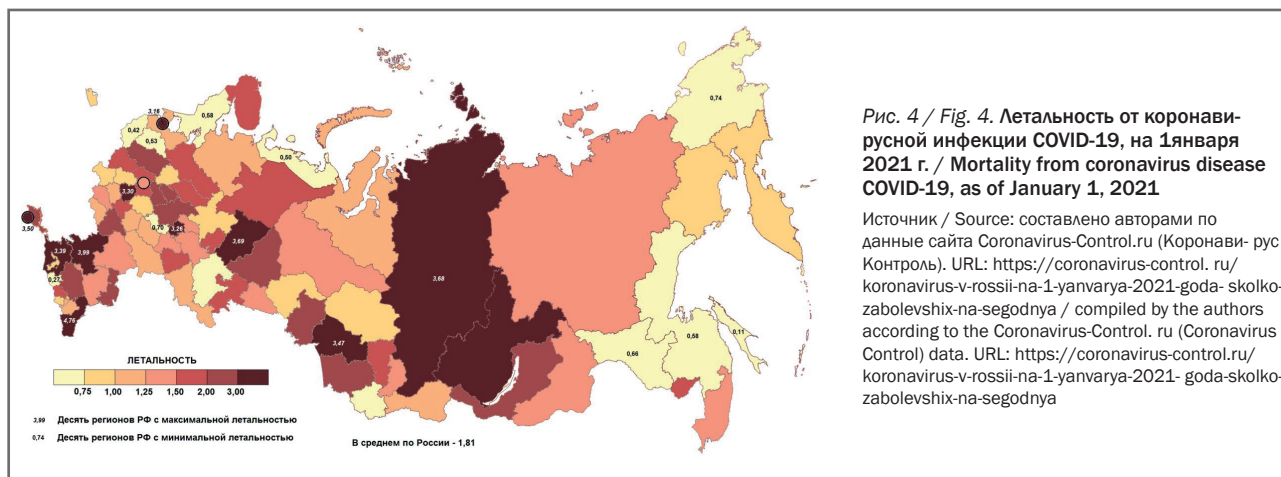 3,16
0,58
0,42
0,53
0,50
0,74
3,30
3,50
0,70
3,26
3,69
3,39
3,99
0,27
3,68
4,76
3,47
0,66
0,58
0,11
ЛЕТАЛЬНОСТЬ
0,75 1,00 1,25 1,50 2,00 3,00
3,99 Десять регионов РФ с максимальной летальностью
0,74 Десять регионов РФ с минимальной летальностью
В среднем по России - 1,81
Рис. 4 / Fig. 4. Летальность от коронави-
русной инфекции COVID-19, на 1января
2021 г. / Mortality from coronavirus disease
COVID-19, as of January 1, 2021
Источник / Source: составлено авторами по
данные сайта Coronavirus-Control.ru (Коронави- рус
Контроль). URL: https://coronavirus-control. ru/
koronavirus-v-rossii-na-1-yanvarya-2021-goda- skolko-
zabolevshix-na-segodnya / compiled by the authors
according to the Coronavirus-Control. ru (Coronavirus
Control) data. URL: https://coronavirus-control.ru/
koronavirus-v-rossii-na-1-yanvarya-2021- goda-skolko-
zabolevshix-na-segodnya